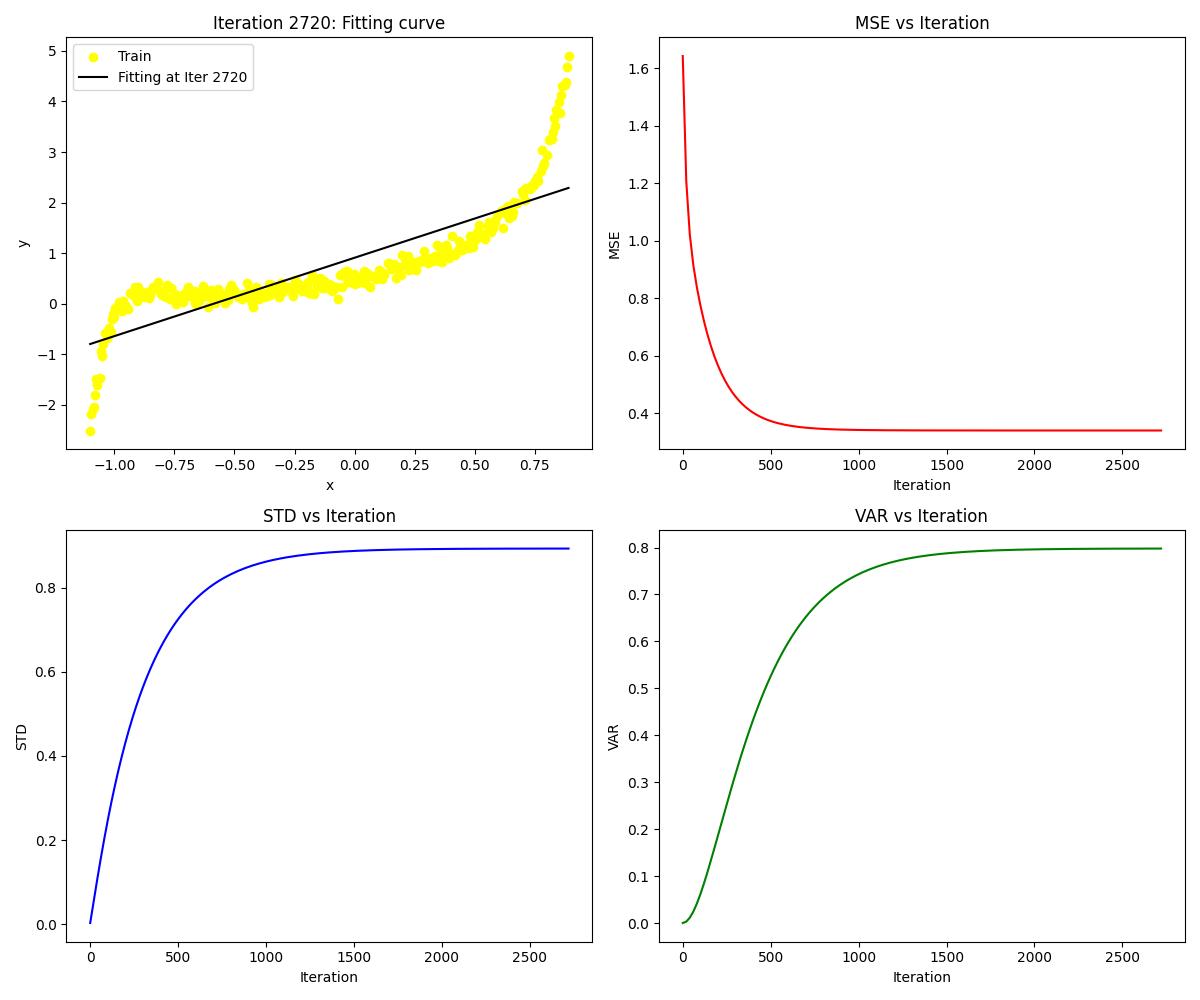 Iteration 2720: Fitting curve
Train
Fitting at Iter 2720
5
4
3
2
1
0
−1
−2
y
−1.00 −0.75 −0.50 −0.25 0.00 0.25 0.50 0.75
x
MSE vs Iteration
1.6
1.4
1.2
1.0
0.8
0.6
0.4
MSE
0 500 1000 1500 2000 2500
Iteration
STD vs Iteration
0.8
0.6
0.4
0.2
0.0
STD
0 500 1000 1500 2000 2500
Iteration
VAR vs Iteration
0.8
0.7
0.6
0.5
0.4
0.3
0.2
0.1
0.0
VAR
0 500 1000 1500 2000 2500
Iteration